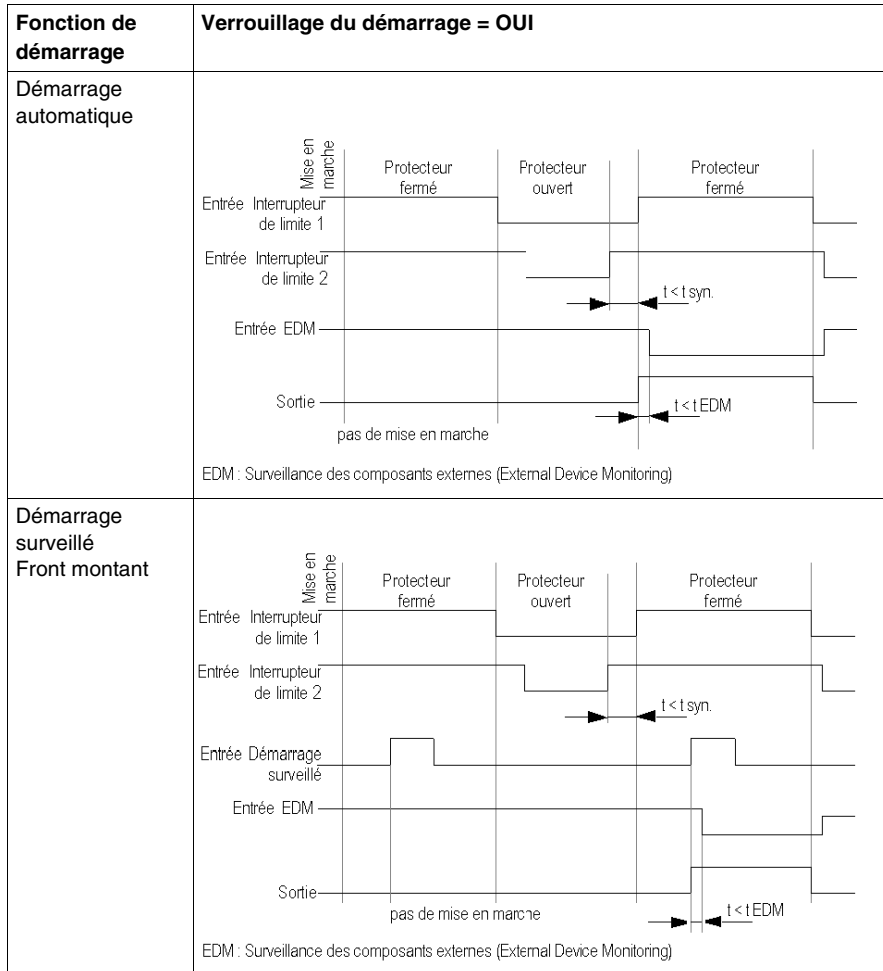 Fonction de
démarrage
Verrouillage du démarrage = OUI
Démarrage
automatique
Mise en
marche
Protecteur
fermé
Protecteur
ouvert
Protecteur
fermé
Entrée Interrupteur
de limite 1
Entrée Interrupteur
de limite 2
t < t syn.
Entrée EDM
Sortie
t < t EDM
pas de mise en marche
EDM : Surveillance des composants externes (External Device Monitoring)
Démarrage
surveillé
Front montant
Mise en
marche
Protecteur
fermé
Protecteur
ouvert
Protecteur
fermé
Entrée Interrupteur
de limite 1
Entrée Interrupteur
de limite 2
t < t syn.
Entrée Démarrage
surveillé
Entrée EDM
Sortie
pas de mise en marche
t < t EDM
EDM : Surveillance des composants externes (External Device Monitoring)